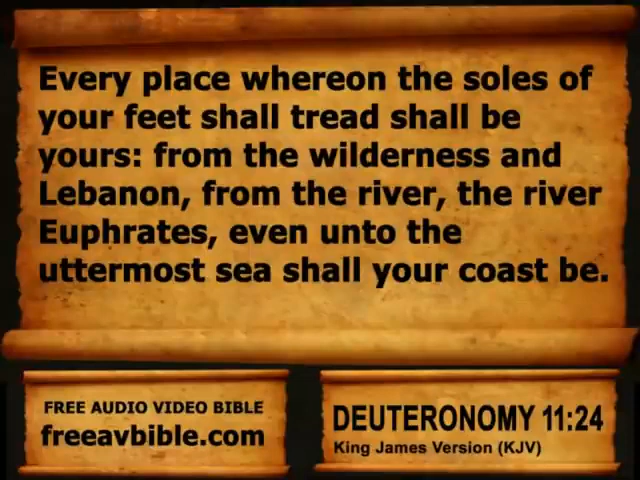 Every place whereon the soles of
your feet shall tread shall be
yours: from the wilderness and
Lebanon, from the river, the river
Euphrates, even unto the
uttermost sea shall your coast be.
FREE AUDIO VIDEO BIBLE
freeavbible.com
DEUTERONOMY 11:24
King James Version (KJV)